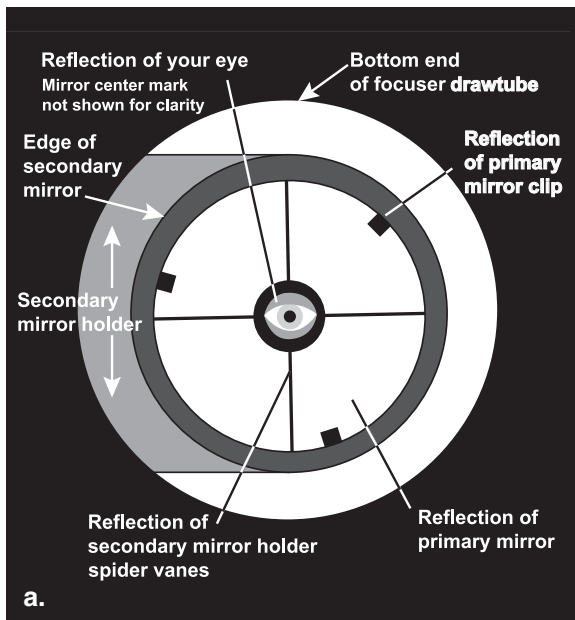 Reflection of your eye
Mirror center mark
not shown for clarity
Bottom end
of focuser drawtube
Edge of
secondary
mirror
Reflection
of primary
mirror clip
Secondary
mirror holder
Reflection of
secondary mirror holder
spider vanes
Reflection of
primary mirror
a.